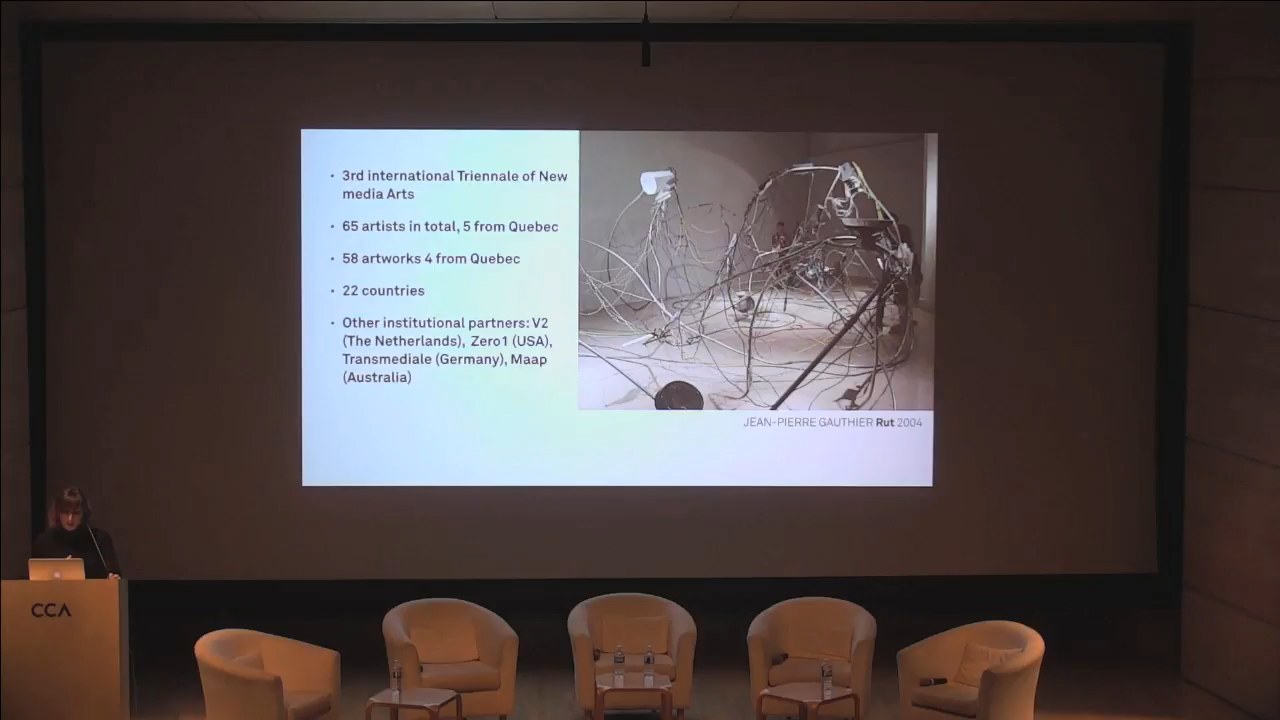 • 3rd international Triennale of New
media Arts
• 65 artists in total, 5 from Quebec
• 58 artworks 4 from Quebec
• 22 countries
• Other institutional partners: V2
(The Netherlands), Zero1 (USA),
Transmediale (Germany), Maap
(Australia)
JEAN-PIERRE GAUTHIER Rut 2004
CCA